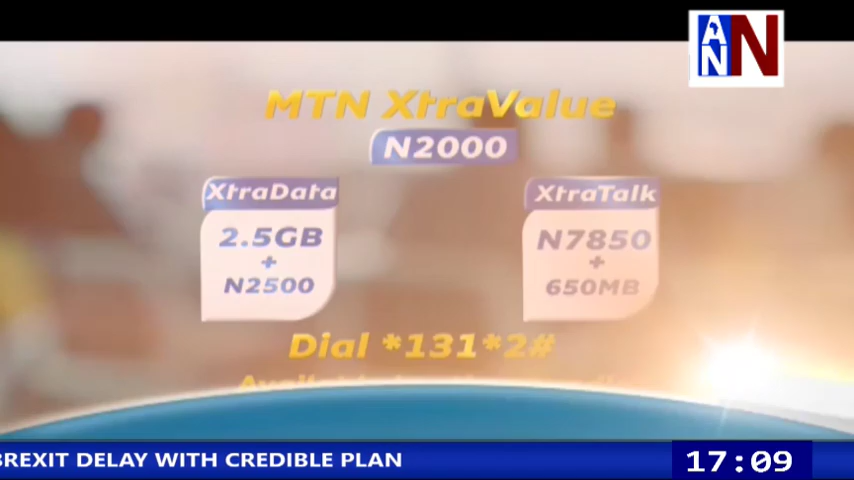 AN N
MTN XtraValue
N2000
XtraData
XtraTalk
2.5GB
N7850
+
+
N2500
650MB
Dial *131*2#
BREXIT DELAY WITH CREDIBLE PLAN
17:09